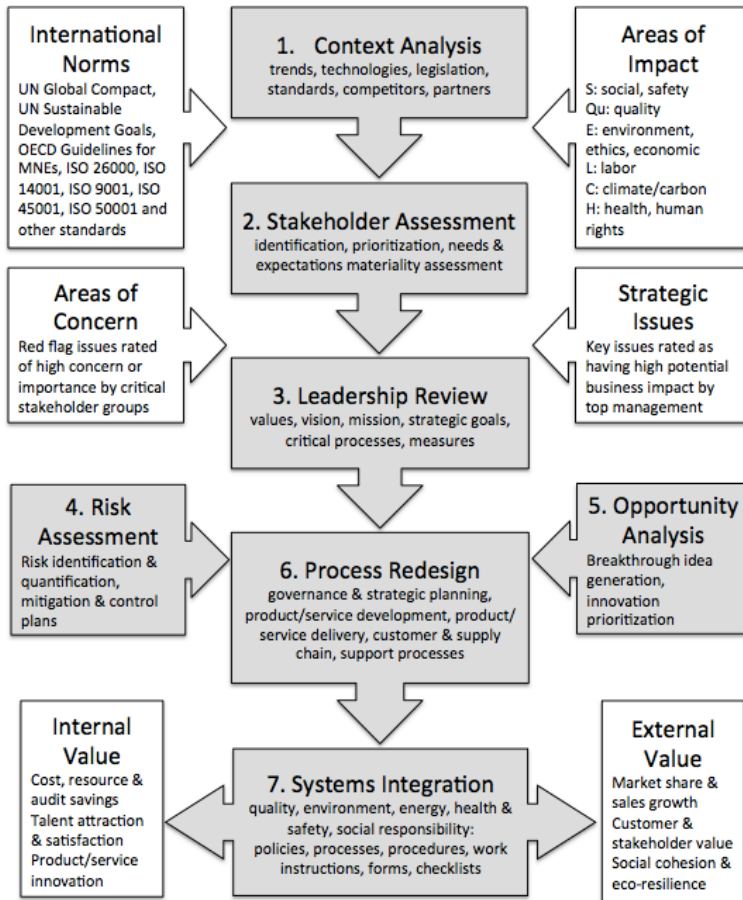 International
Norms
UN Global Compact,
UN Sustainable
Development Goals,
OECD Guidelines for
MNEs, ISO 26000, ISO
14001, ISO 9001, ISO
45001, ISO 50001 and
other standards
1. Context Analysis
trends, technologies, legislation,
standards, competitors, partners
Areas of
Impact
S: social, safety
Qu: quality
E: environment,
ethics, economic
L: labor
C: climate/carbon
H: health, human
rights
2. Stakeholder Assessment
identification, prioritization, needs &
expectations materiality assessment
Areas of
Concern
Red flag issues rated
of high concern or
importance by critical
stakeholder groups
Strategic
Issues
Key issues rated as
having high potential
business impact by
top management
3. Leadership Review
values, vision, mission, strategic goals,
critical processes, measures
4. Risk
Assessment
Risk identification &
quantification,
mitigation & control
plans
5. Opportunity
Analysis
Breakthrough idea
generation,
innovation
prioritization
6. Process Redesign
governance & strategic planning,
product/service development, product/
service delivery, customer & supply
chain, support processes
Internal
Value
Cost, resource &
audit savings
Talent attraction
& satisfaction
Product/service
innovation
7. Systems Integration
quality, environment, energy, health &
safety, social responsibility:
policies, processes, procedures, work
instructions, forms, checklists
External
Value
Market share &
sales growth
Customer &
stakeholder value
Social cohesion &
eco-resilience